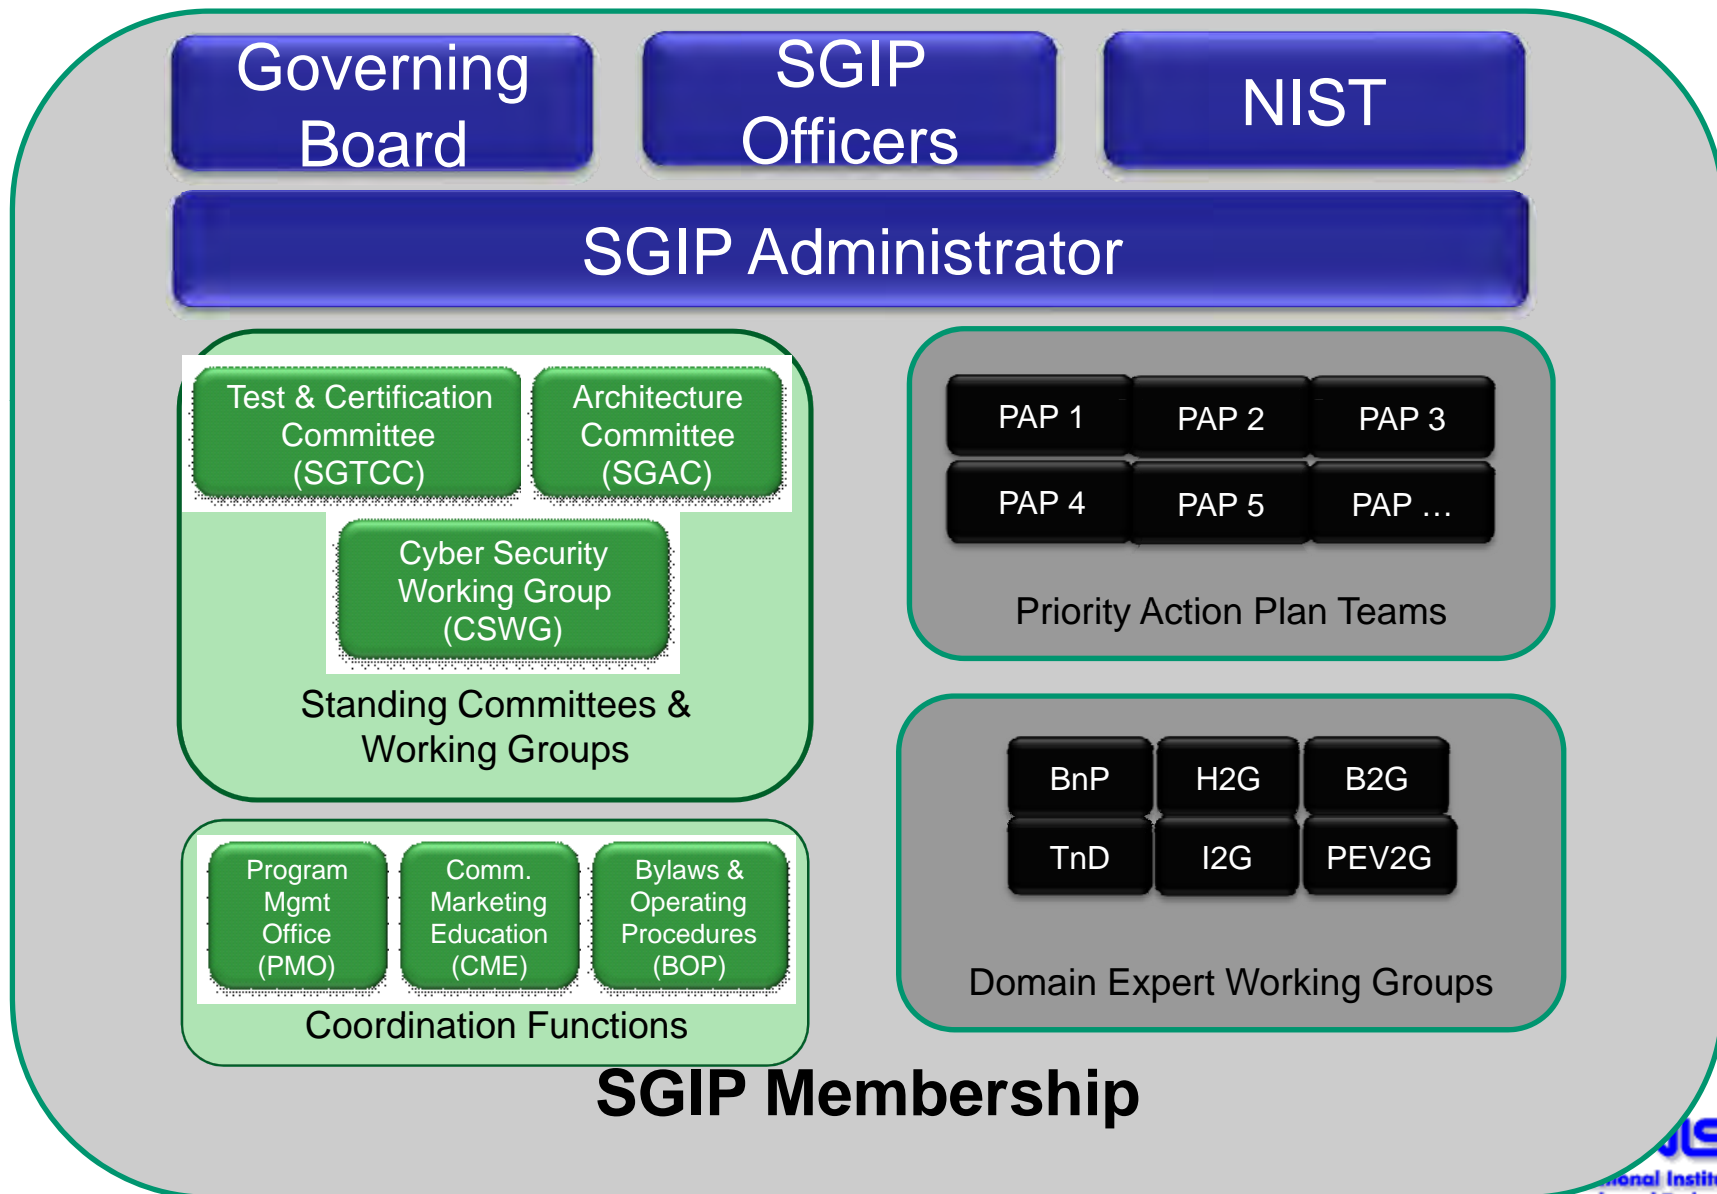 Governing
Board
SGIP
Officers
NIST
SGIP Administrator
Test & Certification
Committee
(SGTCC)
Architecture
Committee
(SGAC)
Cyber Security
Working Group
(CSWG)
Standing Committees &
Working Groups
PAP 1
PAP 2
PAP 3
PAP 4
PAP 5
PAP …
Priority Action Plan Teams
BnP
H2G
B2G
TnD
I2G
PEV2G
Domain Expert Working Groups
Program
Mgmt
Office
(PMO)
Comm.
Marketing
Education
(CME)
Bylaws &
Operating
Procedures
(BOP)
Coordination Functions
SGIP Membership